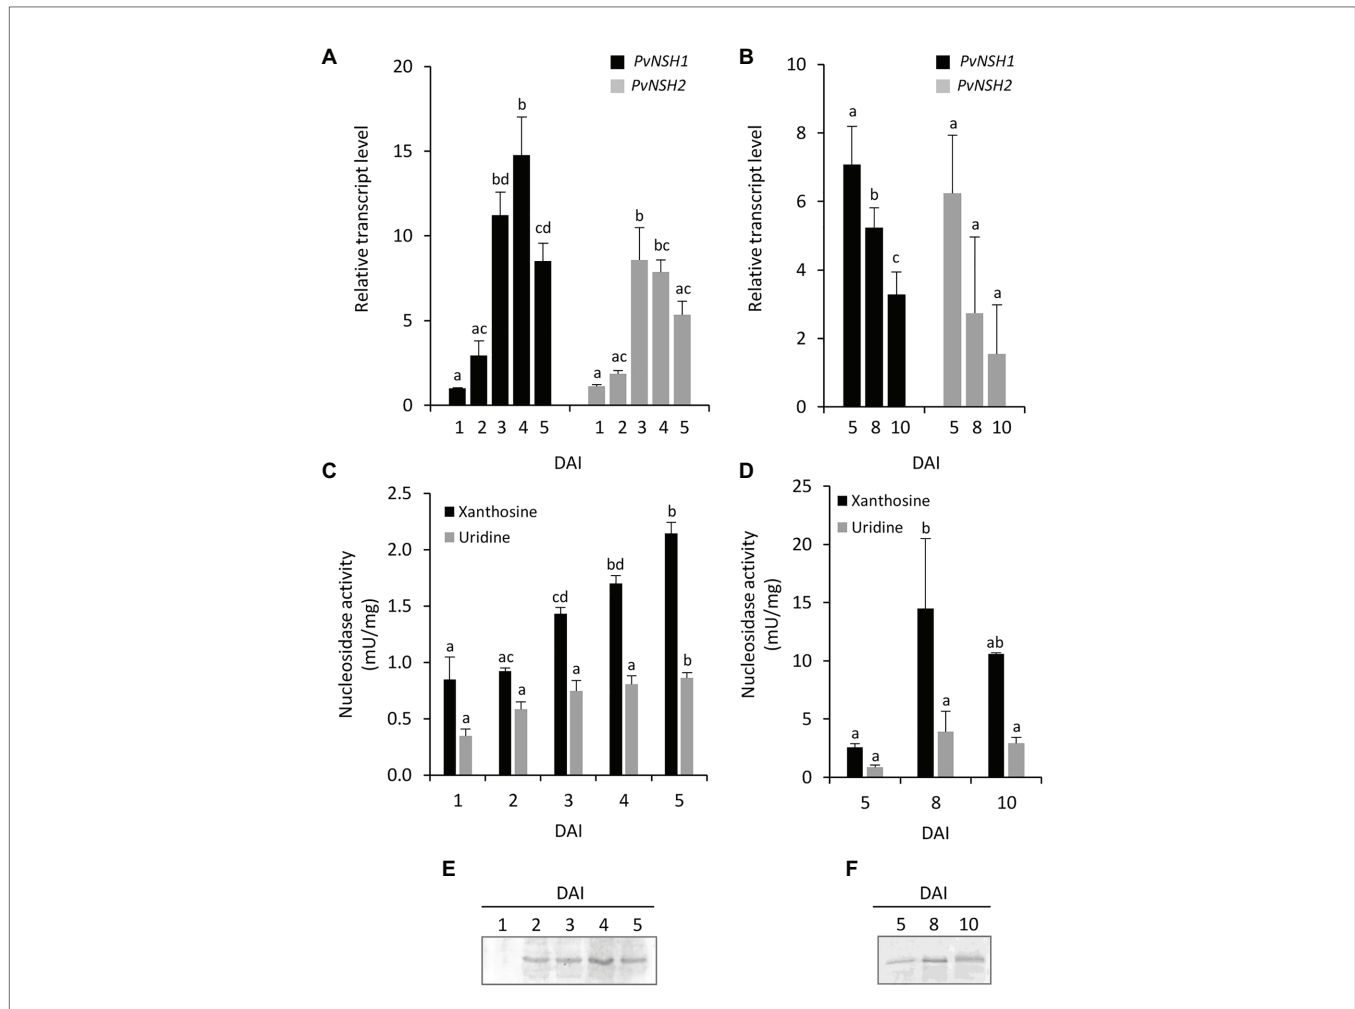 A
PvNSH1
PvNSH2
Relative transcript level
20
15
10
5
0
a
ac
bd
b
cd
a
ac
b
bc
ac
1 2 3 4 5 1 2 3 4 5
DAI
B
PvNSH1
PvNSH2
Relative transcript level
10
8
6
4
2
0
a
b
c
a
a
a
5 8 10 5 8 10
DAI
C
Xanthosine
Uridine
Nucleosidase activity
(mU/mg)
2.5
2.0
1.5
1.0
0.5
0.0
a
a
ac
a
cd
a
bd
a
b
b
1 2 3 4 5
DAI
D
Xanthosine
Uridine
Nucleosidase activity
(mU/mg)
25
20
15
10
5
0
a
a
b
a
ab
a
5 8 10
DAI
E
DAI
1 2 3 4 5
F
DAI
5 8 10